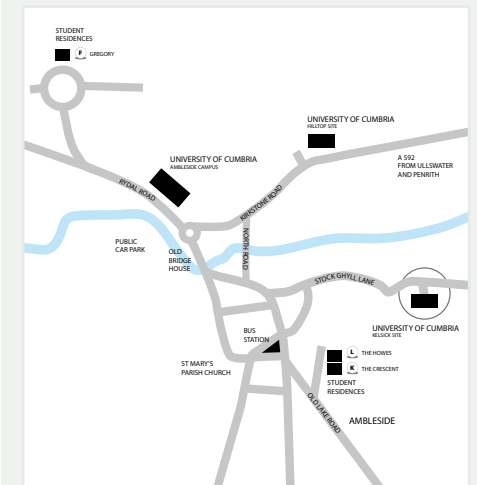 STUDENT
RESIDENCES
F GREGORY
UNIVERSITY OF CUMBRIA
HILLTOP SITE
UNIVERSITY OF CUMBRIA
AMBLESIDE CAMPUS
A 592
FROM ULLSWATER
AND PENRITH
RYDAL ROAD
KIRKSTONE ROAD
PUBLIC
CAR PARK
OLD
BRIDGE
HOUSE
NORTH ROAD
STOCK GHYLL LANE
UNIVERSITY OF CUMBRIA
KELSICK SITE
BUS
STATION
ST MARY'S
PARISH CHURCH
L THE HOWES
K THE CRESCENT
STUDENT
RESIDENCES
OLD LAKE ROAD
AMBLESIDE